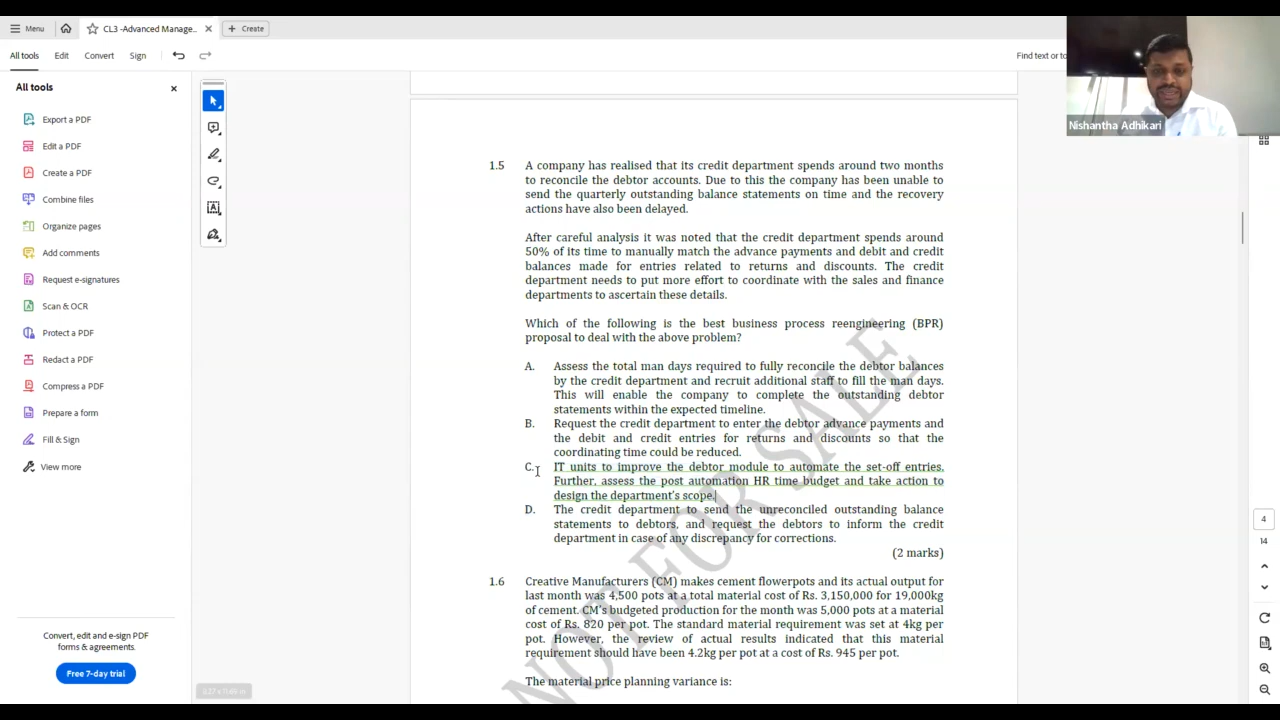 Menu
CL3 -Advanced Manage...
Create
All tools
Edit
Convert
Sign
Find text or to
Nishantha Adhikari
All tools
Export a PDF
Edit a PDF
Create a PDF
Combine files
Organize pages
Add comments
Request e-signatures
Scan & OCR
Protect a PDF
Redact a PDF
Compress a PDF
Prepare a form
Fill & Sign
View more
Convert, edit and e-sign PDF
forms & agreements.
Free 7-day trial
1.5 A company has realised that its credit department spends around two months
to reconcile the debtor accounts. Due to this the company has been unable to
send the quarterly outstanding balance statements on time and the recovery
actions have also been delayed.
After careful analysis it was noted that the credit department spends around
50% of its time to manually match the advance payments and debit and credit
balances made for entries related to returns and discounts. The credit
department needs to put more effort to coordinate with the sales and finance
departments to ascertain these details.
Which of the following is the best business process reengineering (BPR)
proposal to deal with the above problem?
A. Assess the total man days required to fully reconcile the debtor balances
by the credit department and recruit additional staff to fill the man days.
This will enable the company to complete the outstanding debtor
statements within the expected timeline.
B. Request the credit department to enter the debtor advance payments and
the debit and credit entries for returns and discounts so that the
coordinating time could be reduced.
C. IT units to improve the debtor module to automate the set-off entries.
Further, assess the post automation HR time budget and take action to
design the department's scope.
D. The credit department to send the unreconciled outstanding balance
statements to debtors, and request the debtors to inform the credit
department in case of any discrepancy for corrections.
(2 marks)
1.6 Creative Manufacturers (CM) makes cement flowerpots and its actual output for
last month was 4,500 pots at a total material cost of Rs. 3,150,000 for 19,000kg
of cement. CM's budgeted production for the month was 5,000 pots at a material
cost of Rs. 820 per pot. The standard material requirement was set at 4kg per
pot. However, the review of actual results indicated that this material
requirement should have been 4.2kg per pot at a cost of Rs. 945 per pot.
The material price planning variance is:
NOT FOR SALE
4
14